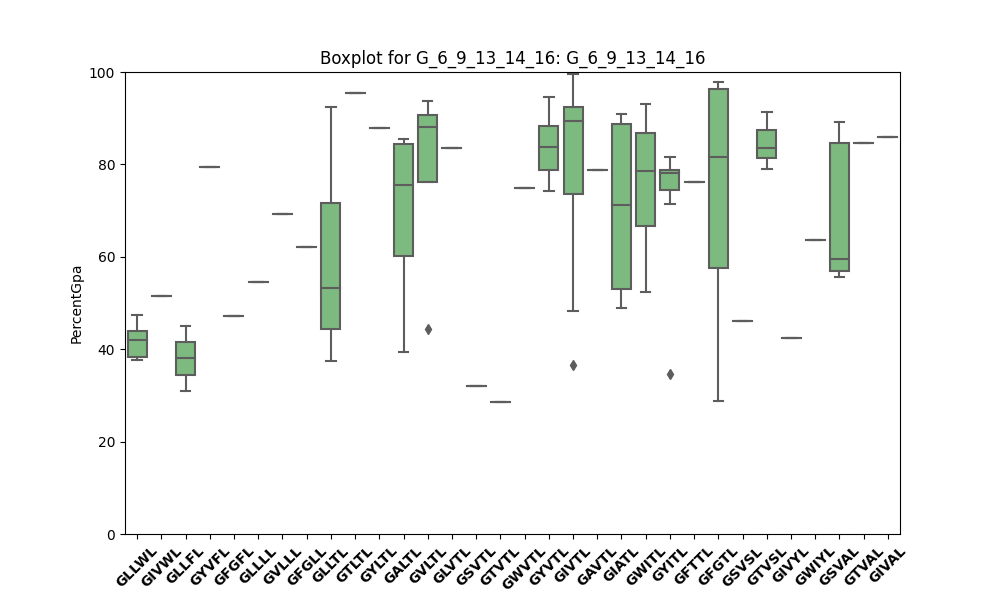 Boxplot for G_6_9_13_14_16: G_6_9_13_14_16
100
80
60
40
20
0
PercentGpa
GLLWL
GIVWL
GLLFL
GYVFL
GFGFL
GLLLL
GVLLL
GFGLL
GLLTL
GTLTL
GYLTL
GALTL
GVLTL
GLVTL
GSVTL
GTVTL
GWVTL
GYVTL
GIVTL
GAVTL
GIATL
GWITL
GYITL
GFTTL
GFGTL
GSVSL
GTVSL
GIVYL
GWIYL
GSVAL
GTVAL
GIVAL